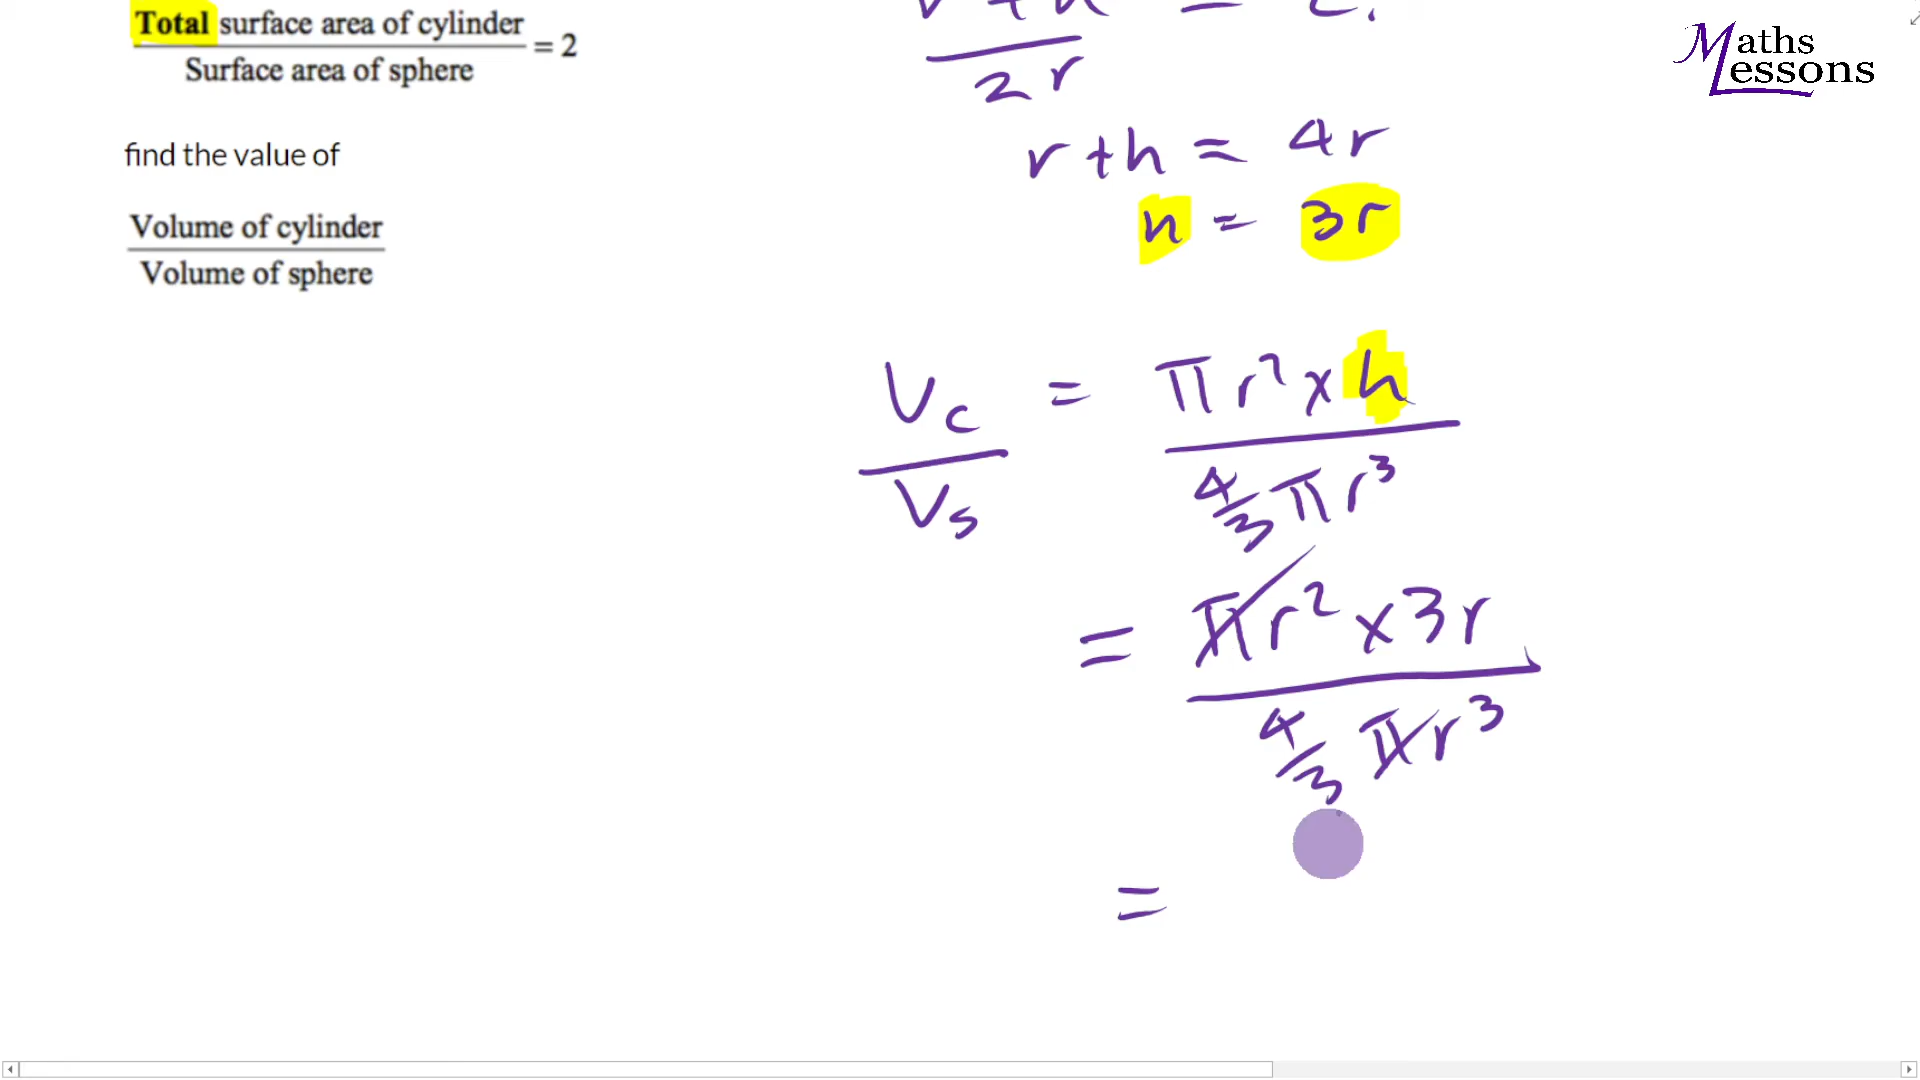 Total surface area of cylinder
Surface area of sphere
= 2
find the value of
Volume of cylinder
Volume of sphere
Maths
Lessons
2r
r + h = 4r
h = 3r
Vc = πr² × h
Vs 4/3 πr³
= πr² × 3r
4/3 πr³
=